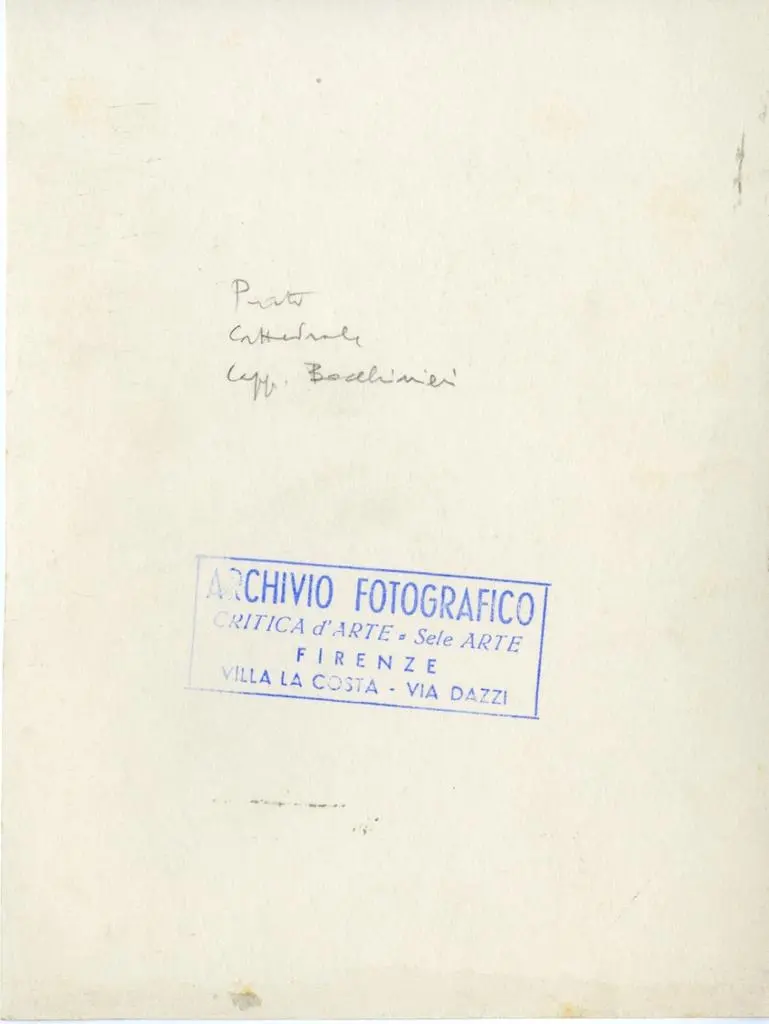 Prato
Cattedrale
Capp. Bocchineri
ARCHIVIO FOTOGRAFICO
CRITICA d'ARTE = Sele ARTE
FIRENZE
VILLA LA COSTA - VIA DAZZI